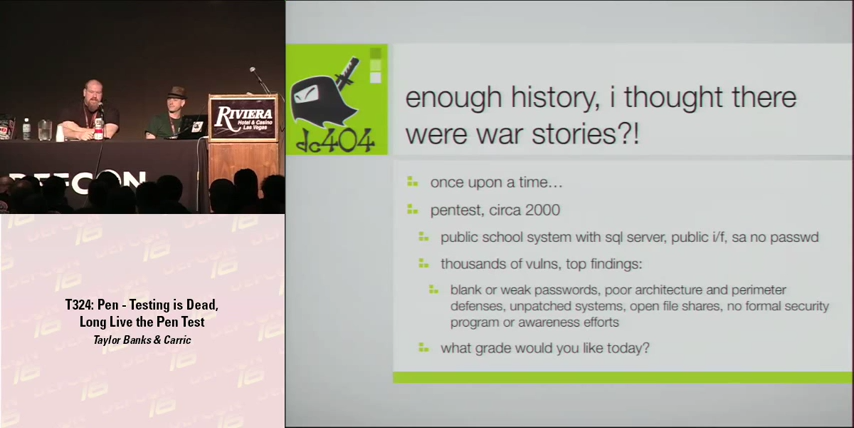 RIVIERA
Hotel & Casino
Las Vegas
DEFCON
T324: Pen - Testing is Dead,
Long Live the Pen Test
Taylor Banks & Carric
dc404
enough history, i thought there
were war stories?!
once upon a time…
pentest, circa 2000
public school system with sql server, public i/f, sa no passwd
thousands of vulns, top findings:
blank or weak passwords, poor architecture and perimeter
defenses, unpatched systems, open file shares, no formal security
program or awareness efforts
what grade would you like today?